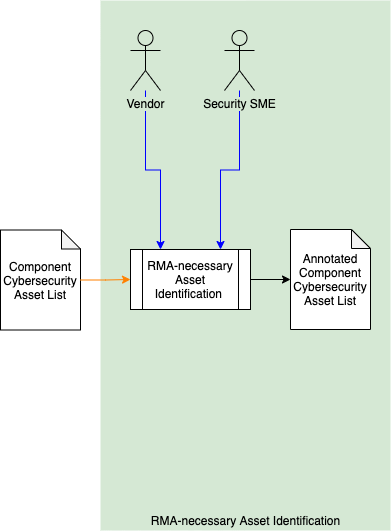 Vendor
Security SME
Component
Cybersecurity
Asset List
RMA-necessary
Asset
Identification
Annotated
Component
Cybersecurity
Asset List
RMA-necessary Asset Identification